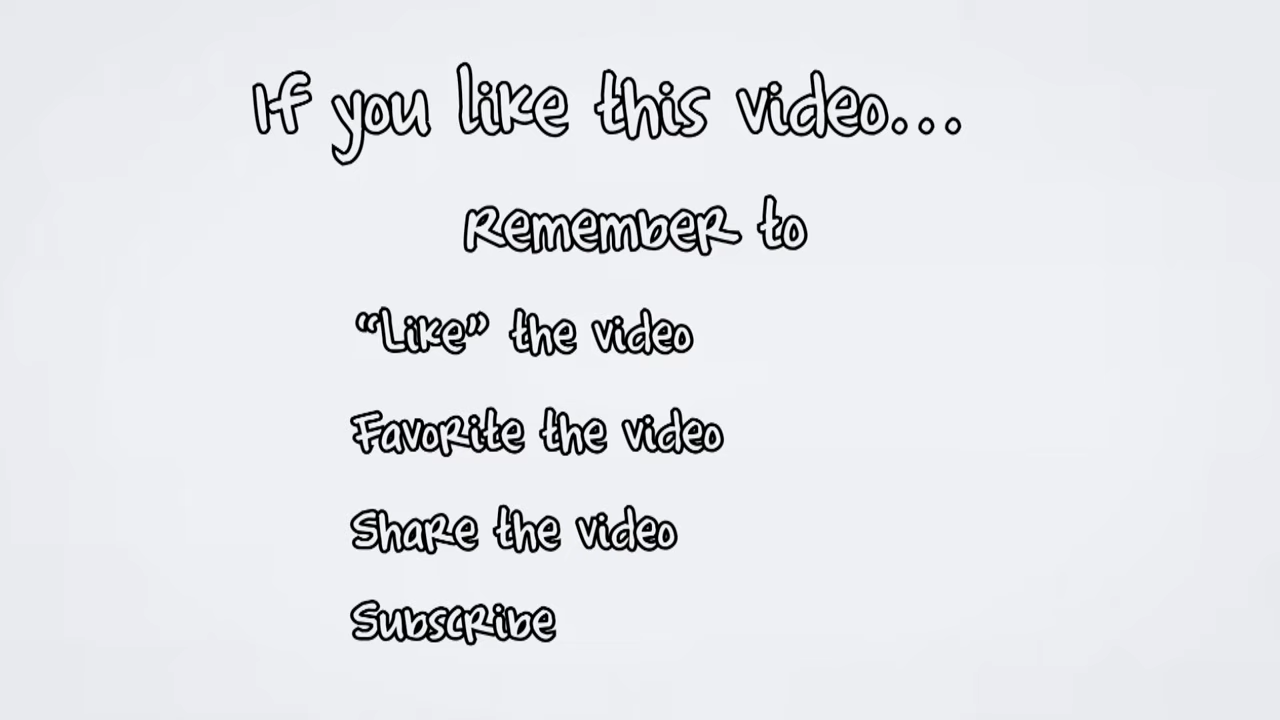 If you like this video...
Remember to
“Like” the video
Favorite the video
Share the video
Subscribe